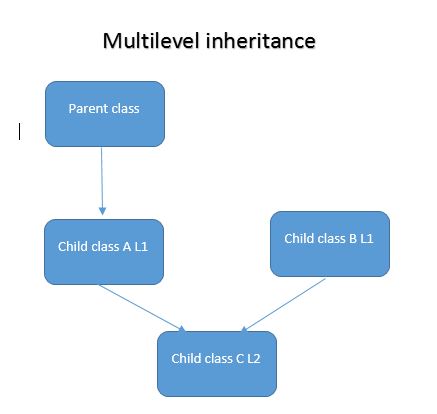 Multilevel inheritance
Parent class
Child class A L1
Child class B L1
Child class C L2